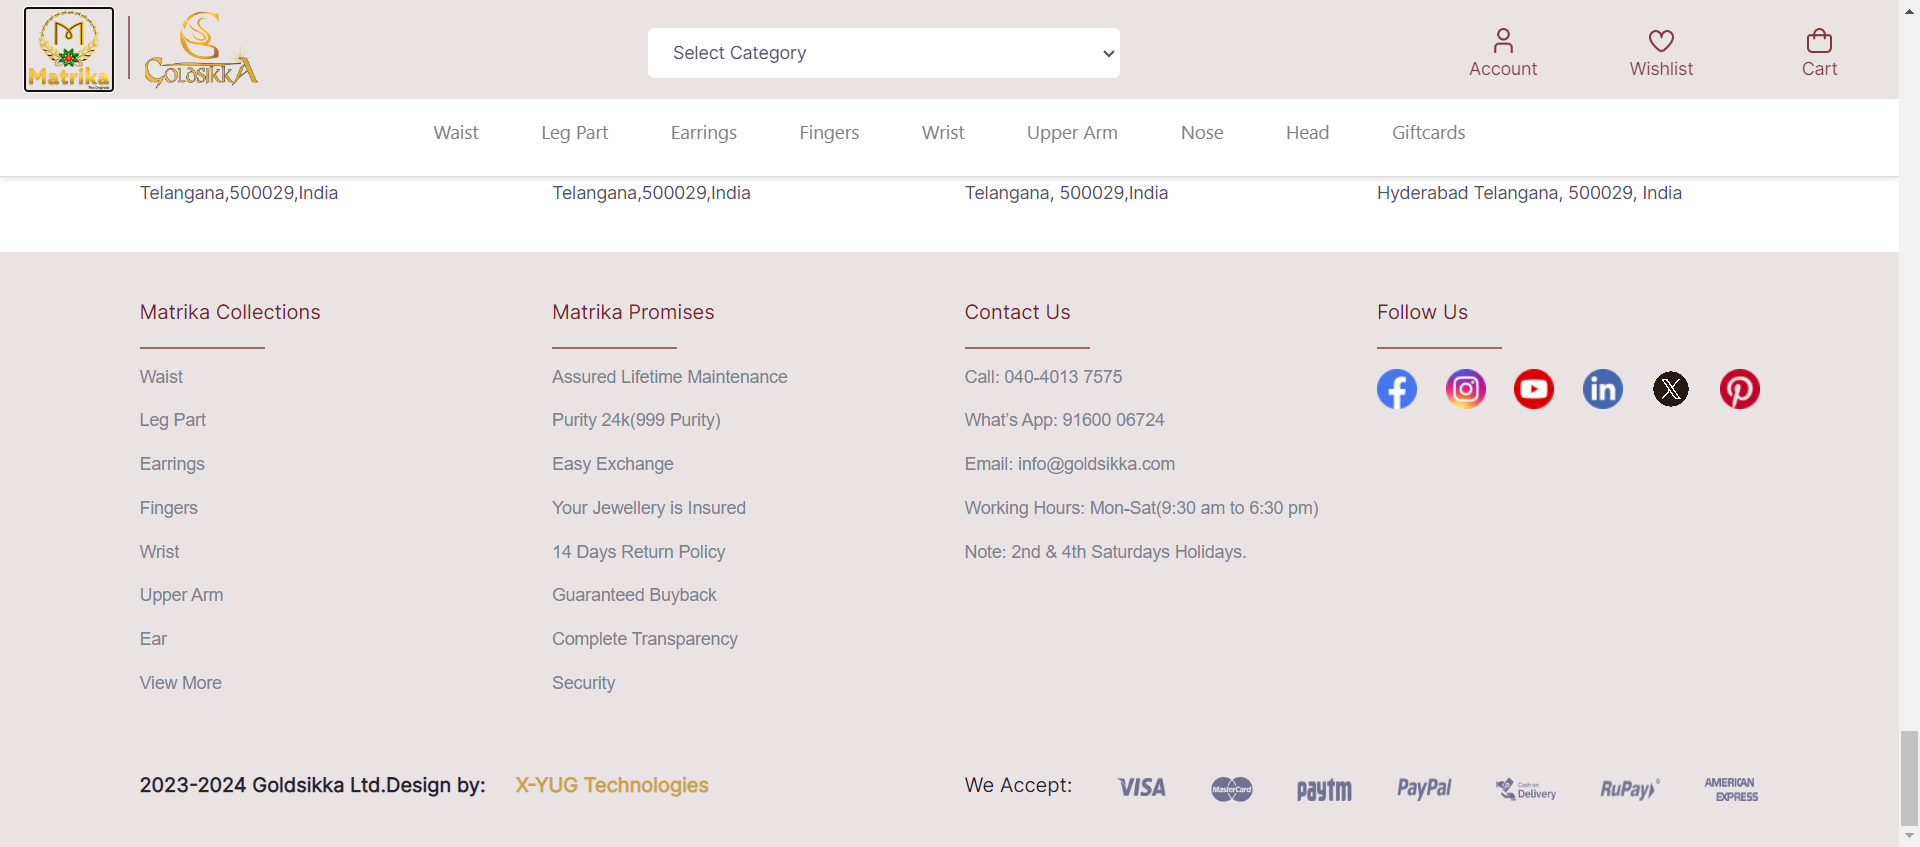 Matrika
GOLDSIKKA
Select Category
Account
Wishlist
Cart
Waist
Leg Part
Earrings
Fingers
Wrist
Upper Arm
Nose
Head
Giftcards
Telangana,500029,India
Telangana,500029,India
Telangana, 500029,India
Hyderabad Telangana, 500029, India
Matrika Collections
Waist
Leg Part
Earrings
Fingers
Wrist
Upper Arm
Ear
View More
Matrika Promises
Assured Lifetime Maintenance
Purity 24k(999 Purity)
Easy Exchange
Your Jewellery is Insured
14 Days Return Policy
Guaranteed Buyback
Complete Transparency
Security
Contact Us
Call: 040-4013 7575
What’s App: 91600 06724
Email: info@goldsikka.com
Working Hours: Mon-Sat(9:30 am to 6:30 pm)
Note: 2nd & 4th Saturdays Holidays.
Follow Us
2023-2024 Goldsikka Ltd.Design by: X-YUG Technologies
We Accept:
VISA
MasterCard
paytm
PayPal
Cash on
Delivery
RuPay
AMERICAN
EXPRESS